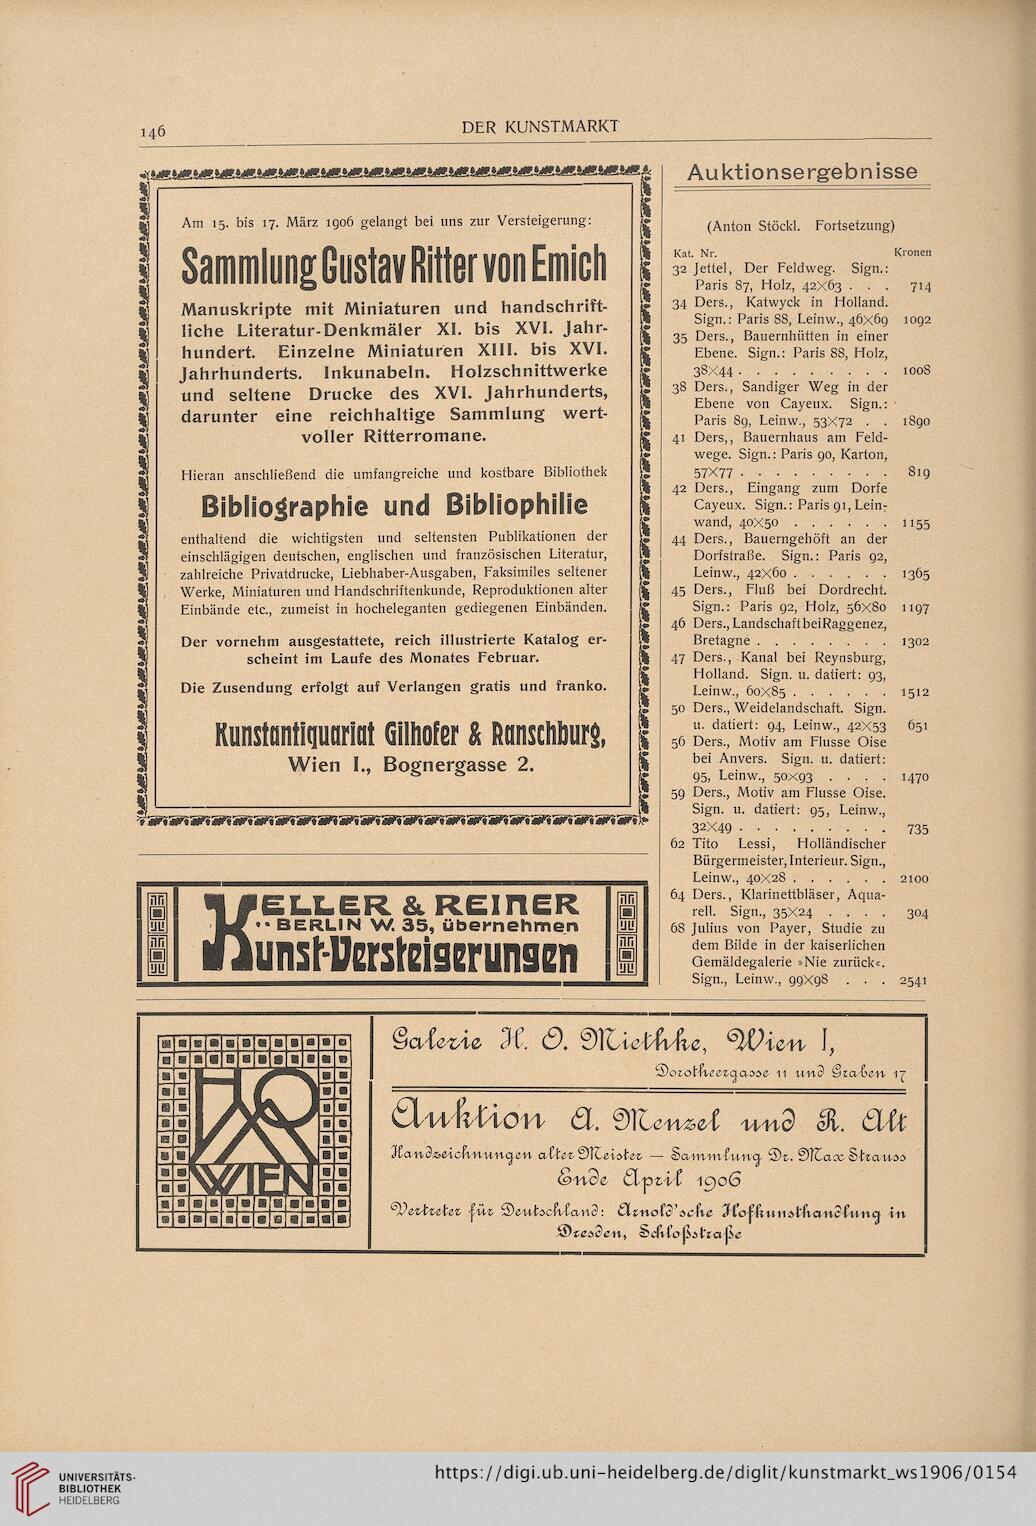 146
DER KUNSTMARKT
Am 15. bis 17. März 1906 gelangt bei uns zur Versteigerung:
Sammlung Gustav Ritter von Emich
Manuskripte mit Miniaturen und handschrift-
liche Literatur-Denkmäler XI. bis XVI. Jahr-
hundert. Einzelne Miniaturen XIII. bis XVI.
Jahrhunderts. Inkunabeln. Holzschnittwerke
und seltene Drucke des XVI. Jahrhunderts,
darunter eine reichhaltige Sammlung wert-
voller Ritterromane.
Hieran anschließend die umfangreiche und kostbare Bibliothek
Bibliographie und Bibliophilie
enthaltend die wichtigsten und seltensten Publikationen der
einschlägigen deutschen, englischen und französischen Literatur,
zahlreiche Privatdrucke, Liebhaber-Ausgaben, Faksimiles seltener
Werke, Miniaturen und Handschriftenkunde, Reproduktionen alter
Einbände etc., zumeist in hocheleganten gediegenen Einbänden.
Der vornehm ausgestattete, reich illustrierte Katalog er-
scheint im Laufe des Monates Februar.
Die Zusendung erfolgt auf Verlangen gratis und franko.
Kunstantiquariat Gilhofer & Ranschburg,
Wien I., Bognergasse 2.
KELLER & REINER
BERLIN W. 35, übernehmen
Kunst-Versteigerungen
Auktionsergebnisse
(Anton Stöckl. Fortsetzung)
Kat. Nr. Kronen
32 Jettel, Der Feldweg. Sign.:
Paris 87, Holz, 42×63 . . . 714
34 Ders., Katwyck in Holland.
Sign.: Paris 88, Leinw., 46×69 1092
35 Ders., Bauernhütten in einer
Ebene. Sign.: Paris 88, Holz,
38×44 . . . . . . . . . 1008
38 Ders., Sandiger Weg in der
Ebene von Cayeux. Sign.:
Paris 89, Leinw., 53×72 . . 1890
41 Ders,, Bauernhaus am Feld-
wege. Sign.: Paris 90, Karton,
57×77 . . . . . . . . . 819
42 Ders., Eingang zum Dorfe
Cayeux. Sign.: Paris 91, Lein-
wand, 40×50 . . . . . . 1155
44 Ders., Bauerngehöft an der
Dorfstraße. Sign.: Paris 92,
Leinw., 42×60 . . . . . . 1365
45 Ders., Fluß bei Dordrecht.
Sign.: Paris 92, Holz, 56×80 1197
46 Ders., Landschaft bei Raggenez,
Bretagne . . . . . . . . 1302
47 Ders., Kanal bei Reynsburg,
Holland. Sign. u. datiert: 93,
Leinw., 60×85 . . . . . . 1512
50 Ders., Weidelandschaft. Sign.
u. datiert: 94, Leinw., 42×53 651
56 Ders., Motiv am Flusse Oise
bei Anvers. Sign. u. datiert:
95, Leinw., 50×93 . . . . 1470
59 Ders., Motiv am Flusse Oise.
Sign. u. datiert: 95, Leinw.,
32×49 . . . . . . . . . 735
62 Tito Lessi, Holländischer
Bürgermeister, Interieur. Sign.,
Leinw., 40×28 . . . . . . 2100
64 Ders., Klarinettbläser, Aqua-
rell. Sign., 35×24 . . . . 304
68 Julius von Payer, Studie zu
dem Bilde in der kaiserlichen
Gemäldegalerie »Nie zurück«.
Sign., Leinw., 99×98 . . . 2541
WIEN
Galerie H. O. Miethke, Wien I,
Dorotheergasse 11 und Graben 17
Auktion A. Menzel und R. Alt
Handzeichnungen alter Meister — Sammlung Dr. Max Strauss
Ende April 1906
Vertreter für Deutschland: Arnold'sche Hofkunsthandlung in
Dresden, Schloßstraße
UNIVERSITÄTS-
BIBLIOTHEK
HEIDELBERG
https://digi.ub.uni-heidelberg.de/diglit/kunstmarkt_ws1906/0154